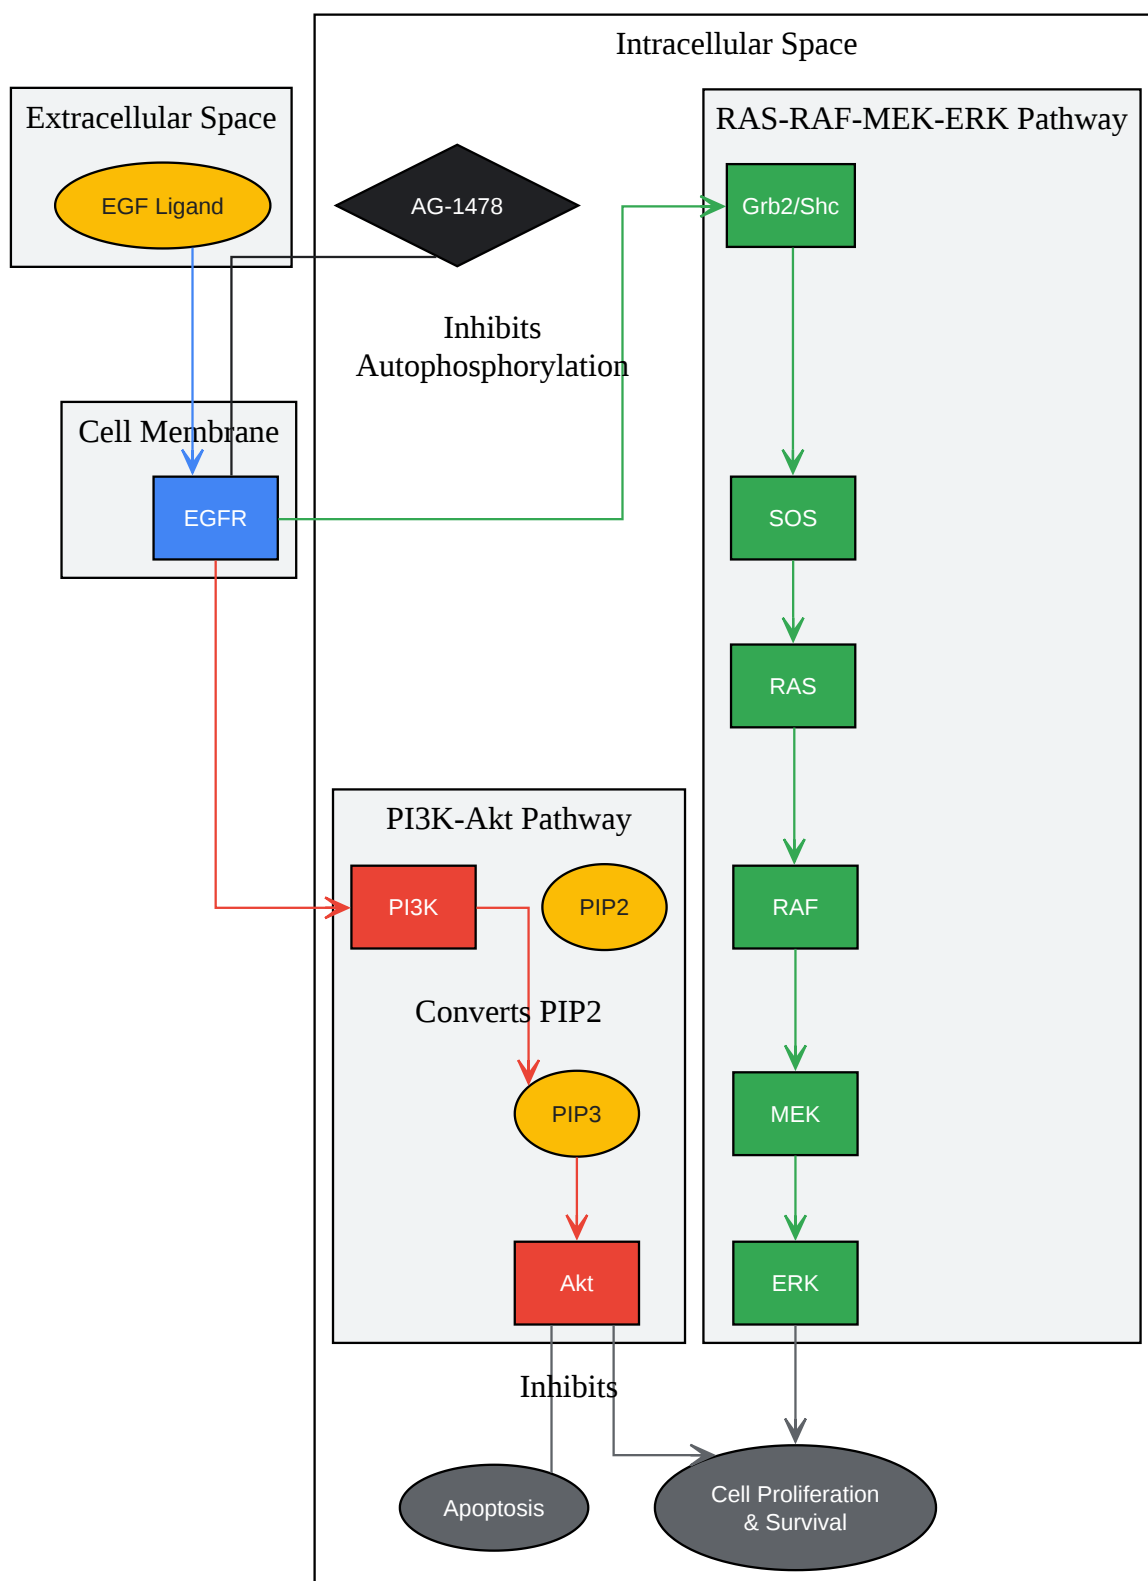 Intracellular Space
Extracellular Space
EGF Ligand
AG-1478
RAS-RAF-MEK-ERK Pathway
Grb2/Shc
Inhibits
Autophosphorylation
Cell Membrane
EGFR
SOS
RAS
PI3K-Akt Pathway
PI3K
PIP2
RAF
Converts PIP2
PIP3
MEK
Akt
ERK
Inhibits
Apoptosis
Cell Proliferation
& Survival